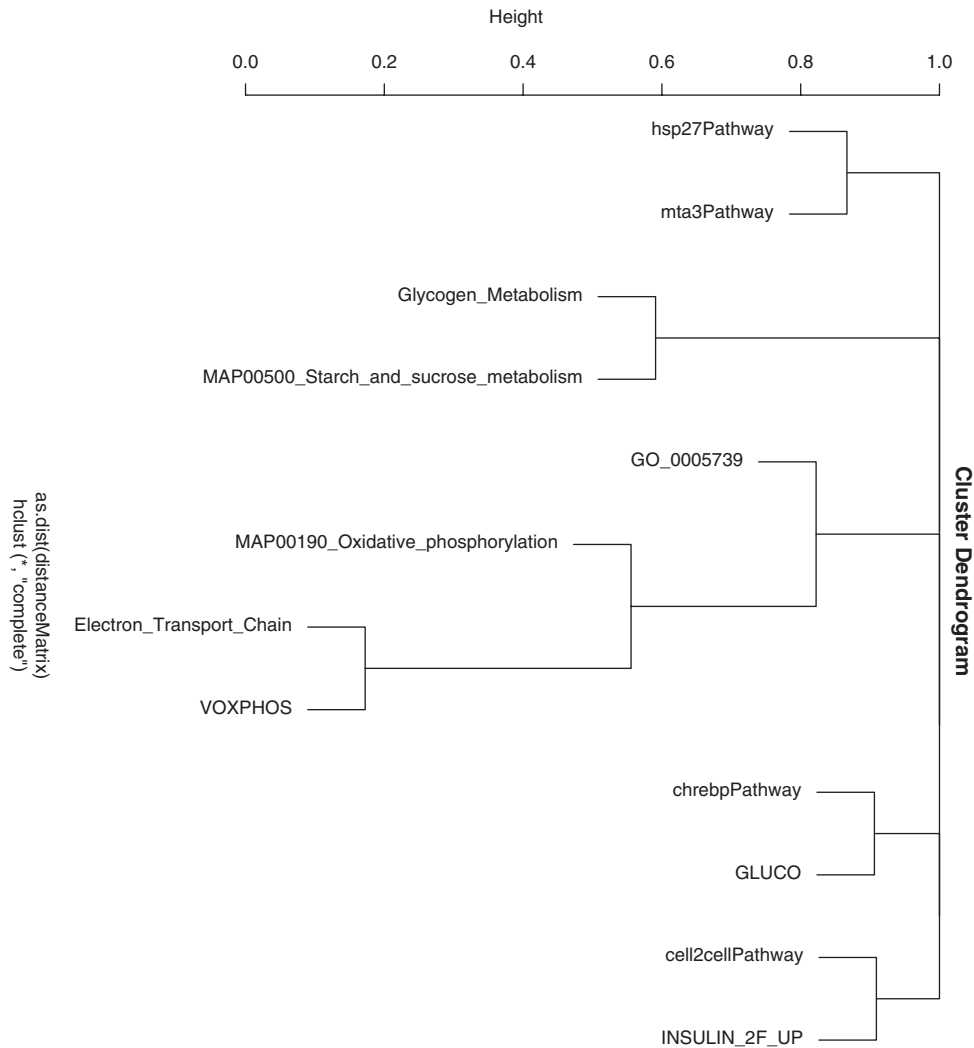 Height
0.0 0.2 0.4 0.6 0.8 1.0
hsp27Pathway
mta3Pathway
Glycogen_Metabolism
MAP00500_Starch_and_sucrose_metabolism
GO_0005739
MAP00190_Oxidative_phosphorylation
Electron_Transport_Chain
VOXPHOS
chrebpPathway
GLUCO
cell2cellPathway
INSULIN_2F_UP
Cluster Dendrogram
as.dist(distanceMatrix)
hclust (*, "complete")